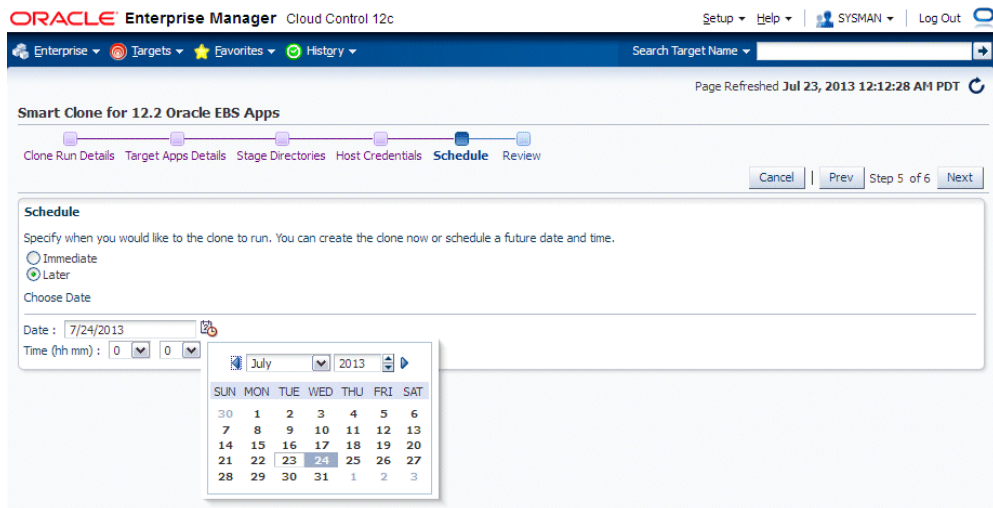 ORACLE Enterprise Manager Cloud Control 12c
Setup Help SYSMAN Log Out
Enterprise Targets Favorites History
Search Target Name
Page Refreshed Jul 23, 2013 12:12:28 AM PDT
Smart Clone for 12.2 Oracle EBS Apps
Clone Run Details Target Apps Details Stage Directories Host Credentials Schedule Review
Cancel Prev Step 5 of 6 Next
Schedule
Specify when you would like to the clone to run. You can create the clone now or schedule a future date and time.
Immediate
Later
Choose Date
Date : 7/24/2013
Time (hh mm) : 0 0
July 2013
SUN MON TUE WED THU FRI SAT
30 1 2 3 4 5 6
7 8 9 10 11 12 13
14 15 16 17 18 19 20
21 22 23 24 25 26 27
28 29 30 31 1 2 3